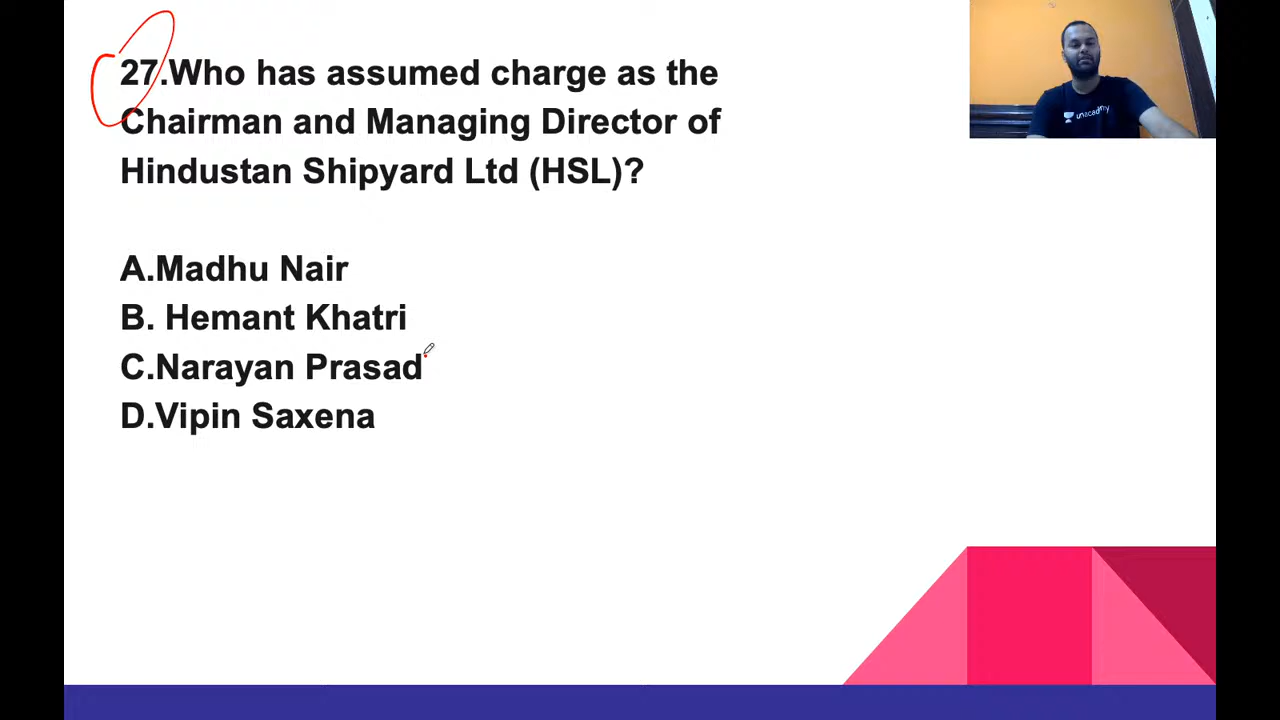 27.Who has assumed charge as the
Chairman and Managing Director of
Hindustan Shipyard Ltd (HSL)?
A.Madhu Nair
B. Hemant Khatri
C.Narayan Prasad
D.Vipin Saxena
unacademy